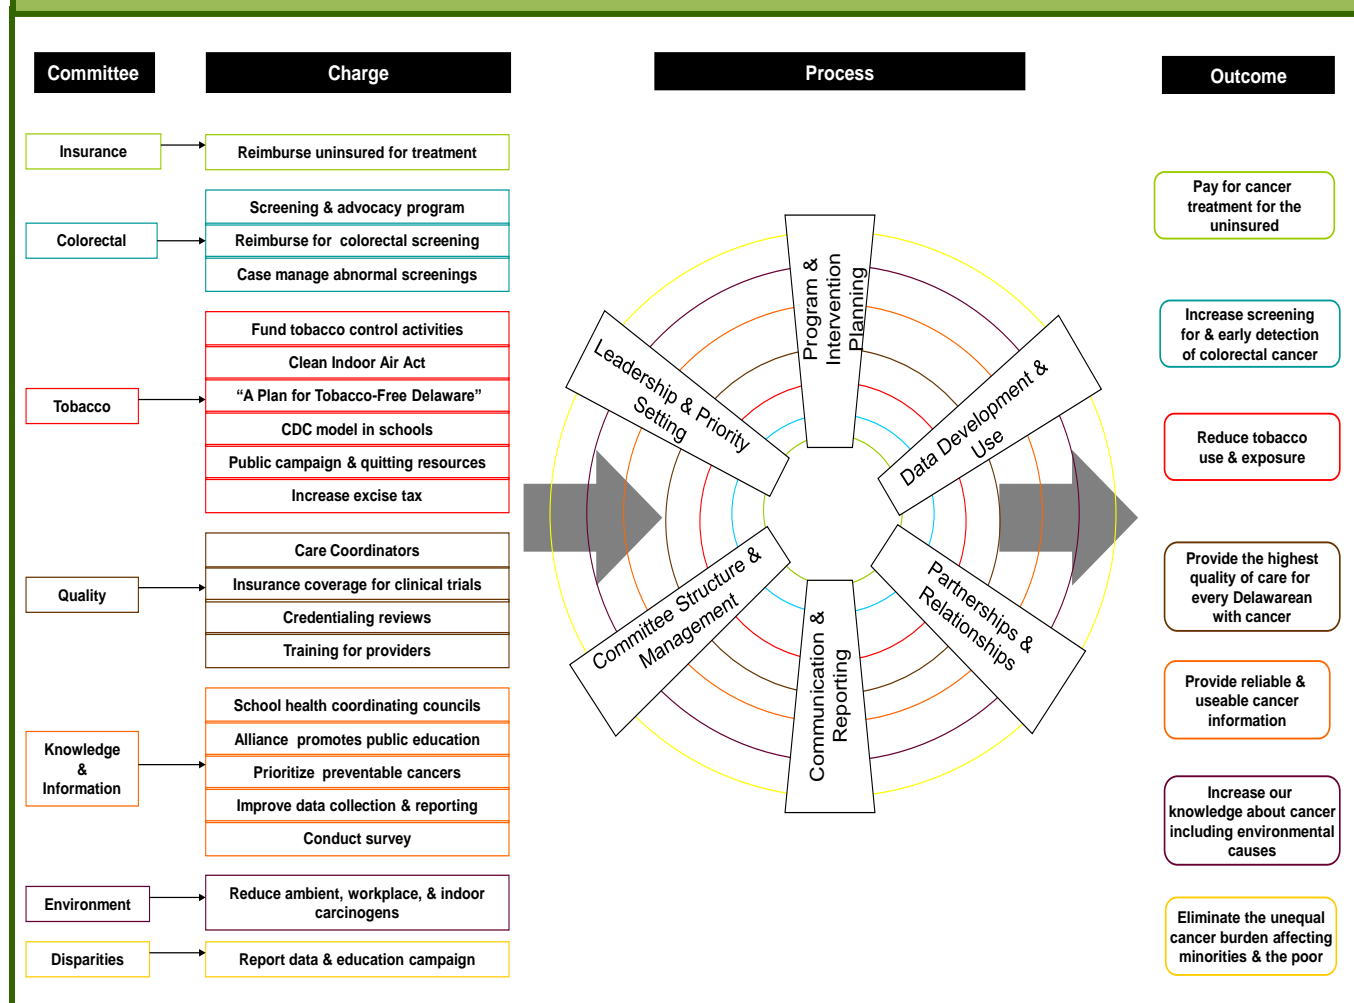 Committee
Charge
Process
Outcome
Insurance
Reimburse uninsured for treatment
Colorectal
Screening & advocacy program
Reimburse for colorectal screening
Case manage abnormal screenings
Tobacco
Fund tobacco control activities
Clean Indoor Air Act
“A Plan for Tobacco-Free Delaware”
CDC model in schools
Public campaign & quitting resources
Increase excise tax
Quality
Care Coordinators
Insurance coverage for clinical trials
Credentialing reviews
Training for providers
Knowledge
&
Information
School health coordinating councils
Alliance promotes public education
Prioritize preventable cancers
Improve data collection & reporting
Conduct survey
Environment
Reduce ambient, workplace, & indoor
carcinogens
Disparities
Report data & education campaign
Program &
Intervention
Planning
Leadership & Priority
Setting
Data Development &
Use
Committee Structure &
Management
Communication &
Reporting
Partnerships &
Relationships
Pay for cancer
treatment for the
uninsured
Increase screening
for & early detection
of colorectal cancer
Reduce tobacco
use & exposure
Provide the highest
quality of care for
every Delawarean
with cancer
Provide reliable &
useable cancer
information
Increase our
knowledge about cancer
including environmental
causes
Eliminate the unequal
cancer burden affecting
minorities & the poor